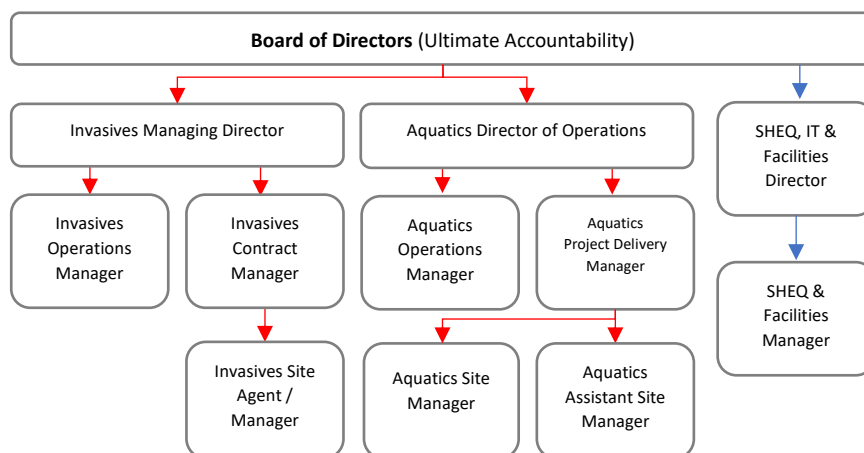 Board of Directors (Ultimate Accountability)
Invasives Managing Director
Aquatics Director of Operations
SHEQ, IT &
Facilities
Director
Invasives
Operations
Manager
Invasives
Contract
Manager
Aquatics
Operations
Manager
Aquatics
Project Delivery
Manager
SHEQ &
Facilities
Manager
Invasives Site
Agent /
Manager
Aquatics Site
Manager
Aquatics
Assistant Site
Manager